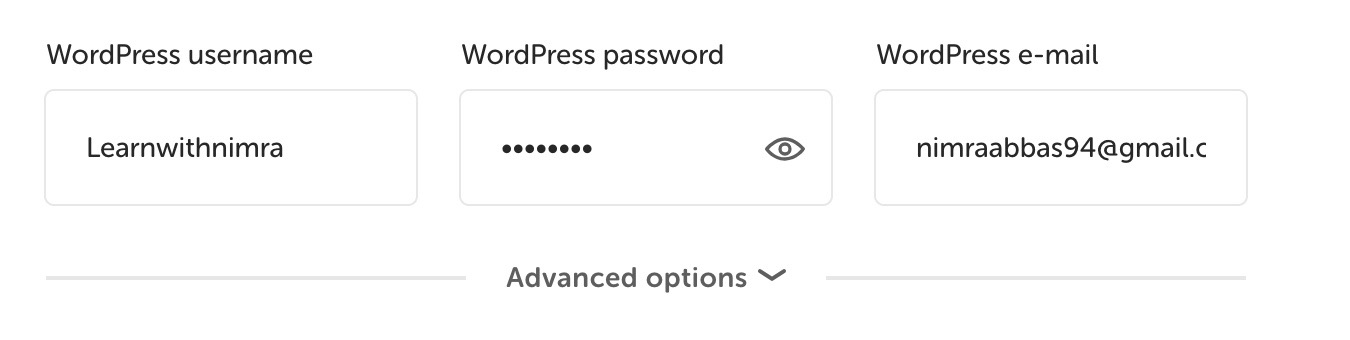 WordPress username WordPress password WordPress e-mail
Learnwithnimra •••••••• nimraabbas94@gmail.c
Advanced options